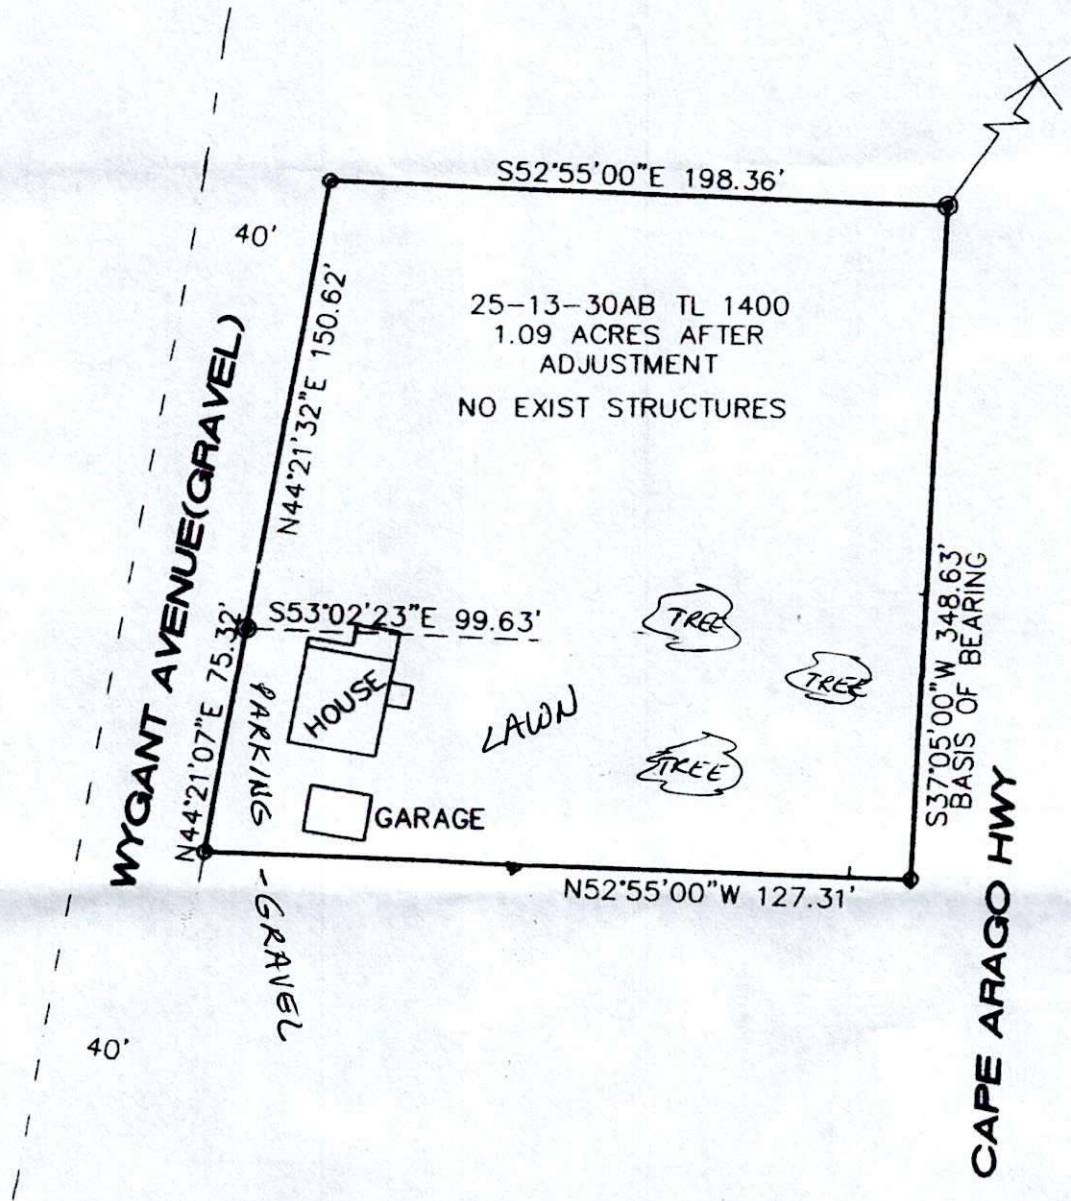 S52°55'00"E 198.36'
40'
N44°21'32"E 150.62'
25-13-30AB TL 1400
1.09 ACRES AFTER
ADJUSTMENT
NO EXIST STRUCTURES
WYGANT AVENUE(GRAVEL)
S53°02'23"E 99.63'
N44°21'07"E 75.32'
TREE
TREE
TREE
HOUSE
LAWN
PARKING - GRAVEL
GARAGE
S37°05'00"W 348.63'
BASIS OF BEARING
N52°55'00"W 127.31'
CAPE ARAGO HWY
40'